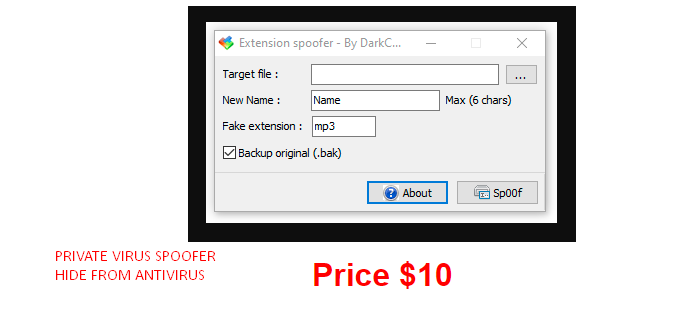 Extension spoofer - By DarkC...
Target file :
...
New Name : Name Max (6 chars)
Fake extension : mp3
Backup original (.bak)
About Sp00f
PRIVATE VIRUS SPOOFER
HIDE FROM ANTIVIRUS
Price $10